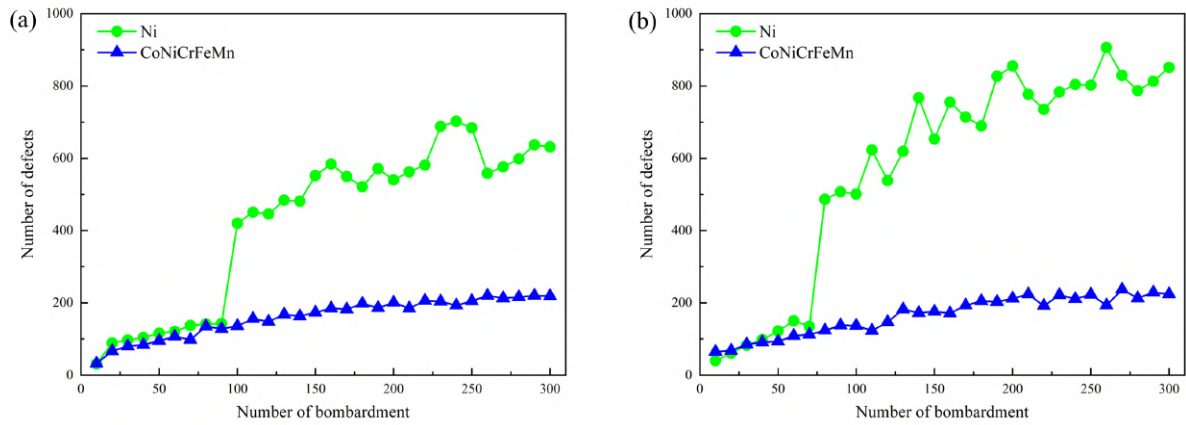 (a)
1000
800
600
400
200
0
Number of defects
Ni
CoNiCrFeMn
0 50 100 150 200 250 300
Number of bombardment
(b)
1000
800
600
400
200
0
Number of defects
Ni
CoNiCrFeMn
0 50 100 150 200 250 300
Number of bombardment